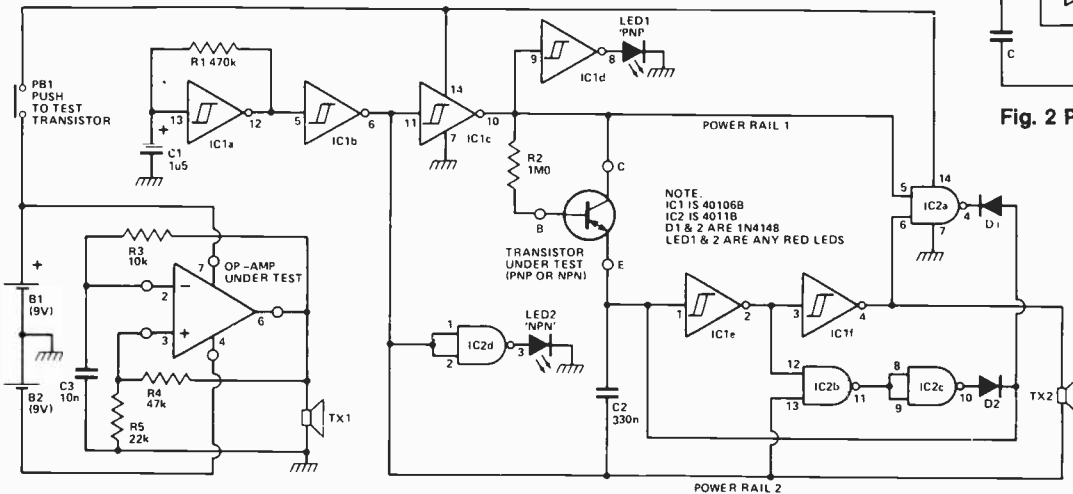 R1 470k
13
12
IC1a
C1
1u5
+
5
6
IC1b
11
14
10
7
IC1c
9
8
IC1d
LED1
'PNP
C
Fig. 2 P
PB1
PUSH
TO TEST
TRANSISTOR
POWER RAIL 1
R2
1M0
C
B
E
TRANSISTOR
UNDER TEST
(PNP OR NPN)
NOTE.
IC1 IS 40106B
IC2 IS 4011B
D1 & 2 ARE 1N4148
LED1 & 2 ARE ANY RED LEDS
5
6
14
IC2a
4
7
D1
+
B1
(9V)
B2
(9V)
R3
10k
OP-AMP
UNDER TEST
7
2
−
3
+
6
4
C3
10n
R4
47k
R5
22k
TX1
1
2
IC2d
3
LED2
'NPN'
C2
330n
1
IC1e
2
3
IC1f
4
12
13
IC2b
11
8
9
IC2c
10
D2
TX2
POWER RAIL 2